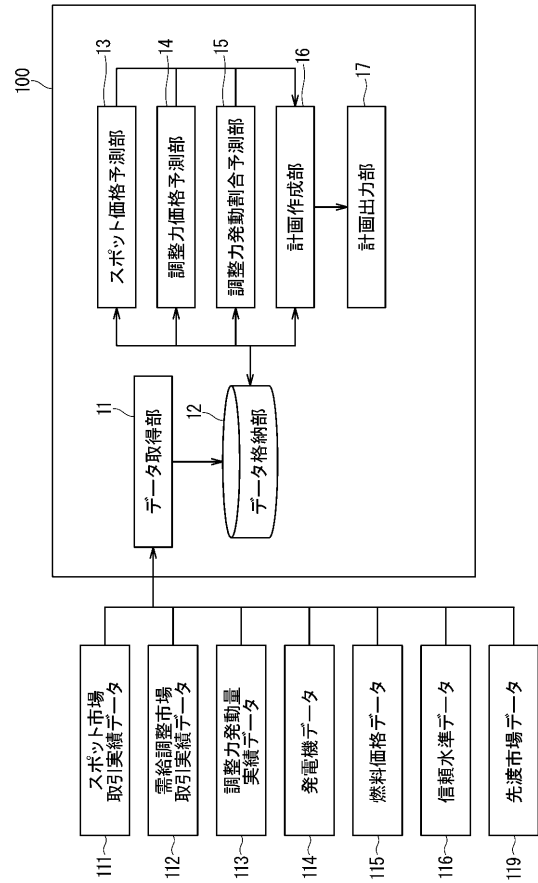 100
スポット市場
取引実績データ
111
需給調整市場
取引実績データ
112
調整力発動量
実績データ
113
発電機データ
114
燃料価格データ
115
信頼水準データ
116
先渡市場データ
119
データ取得部
11
データ格納部
12
スポット価格予測部
13
調整力価格予測部
14
調整力発動割合予測部
15
計画作成部
16
計画出力部
17